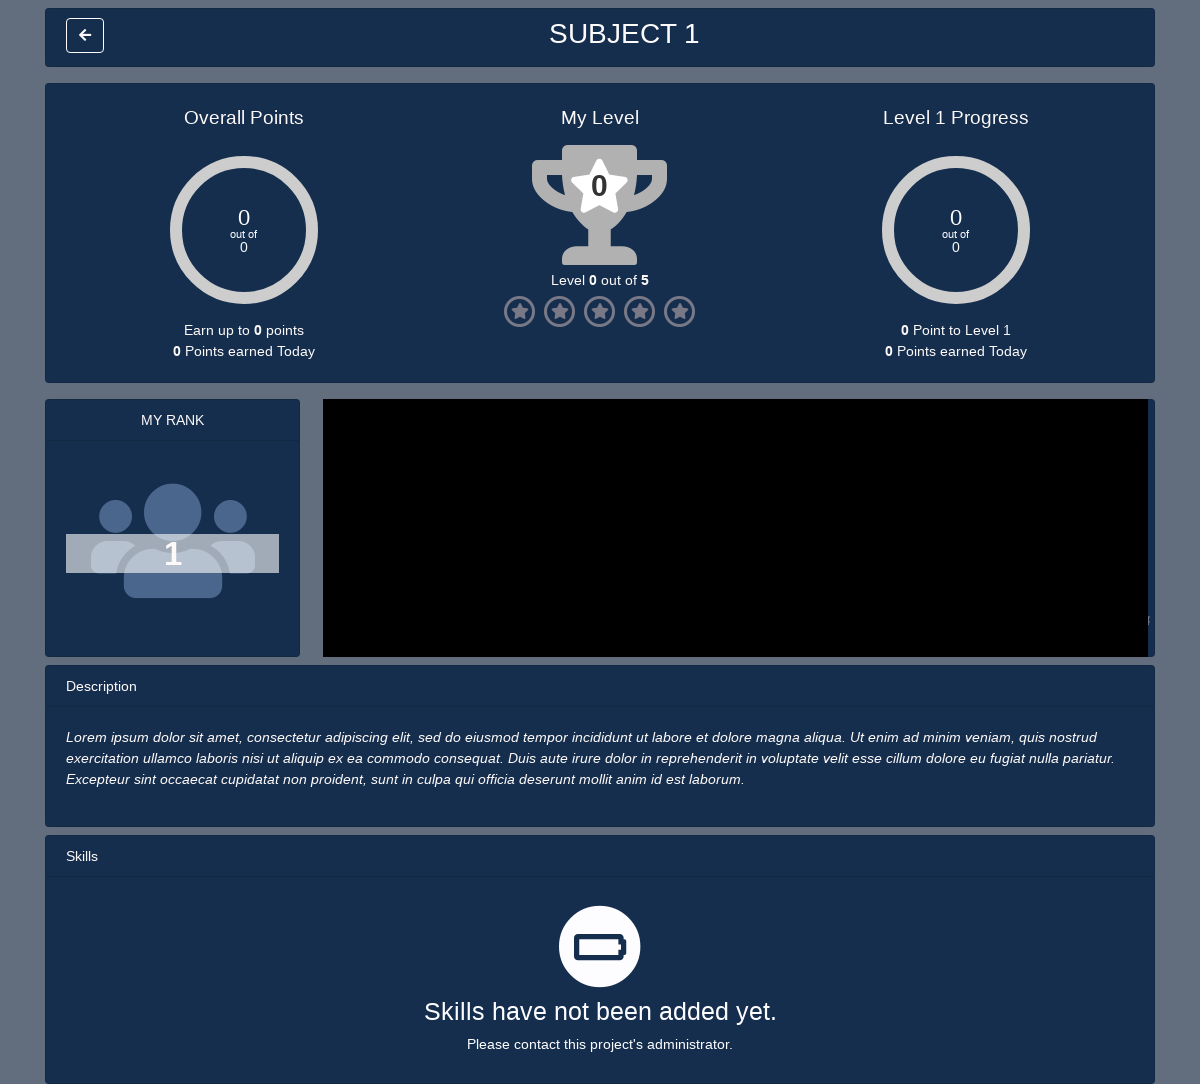 SUBJECT 1
Overall Points
My Level
Level 1 Progress
0
out of
0
0
0
out of
0
Level 0 out of 5
Earn up to 0 points
0 Points earned Today
0 Point to Level 1
0 Points earned Today
MY RANK
1
Description
Lorem ipsum dolor sit amet, consectetur adipiscing elit, sed do eiusmod tempor incididunt ut labore et dolore magna aliqua. Ut enim ad minim veniam, quis nostrud
exercitation ullamco laboris nisi ut aliquip ex ea commodo consequat. Duis aute irure dolor in reprehenderit in voluptate velit esse cillum dolore eu fugiat nulla pariatur.
Excepteur sint occaecat cupidatat non proident, sunt in culpa qui officia deserunt mollit anim id est laborum.
Skills
Skills have not been added yet.
Please contact this project's administrator.